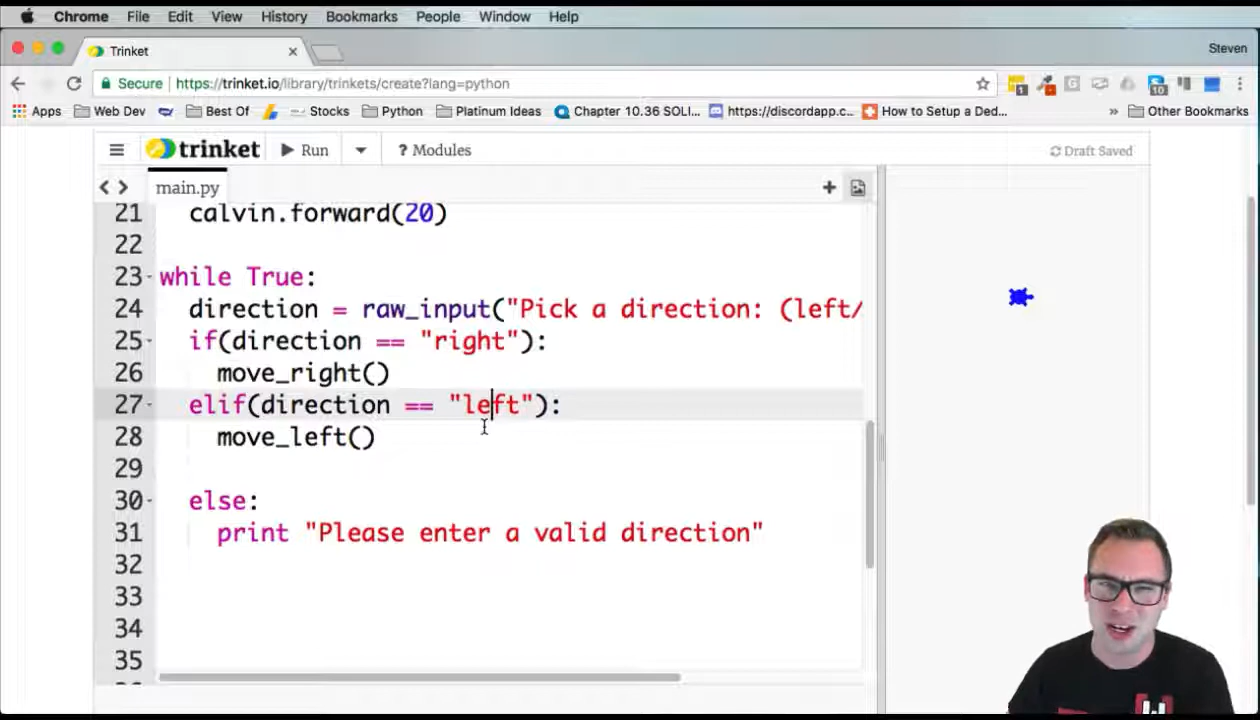 Chrome File Edit View History Bookmarks People Window Help
Trinket
Steven
Secure https://trinket.io/library/trinkets/create?lang=python
1
10
Apps Web Dev Best Of Stocks Python Platinum Ideas Chapter 10.36 SOLI... https://discordapp.c... How to Setup a Ded... » Other Bookmarks
trinket Run ? Modules Draft Saved
main.py
21 calvin.forward(20)
22
23 while True:
24 direction = raw_input("Pick a direction: (left/
25 if(direction == "right"):
26 move_right()
27 elif(direction == "left"):
28 move_left()
29
30 else:
31 print "Please enter a valid direction"
32
33
34
35